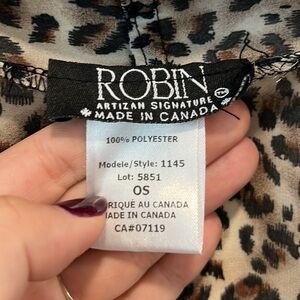 ROBIN
ARTIZAN SIGNATURE
MADE IN CANADA
100% POLYESTER
Modele/Style: 1145
Lot: 5851
OS
RIQUÉ AU CANADA
MADE IN CANADA
CA#07119